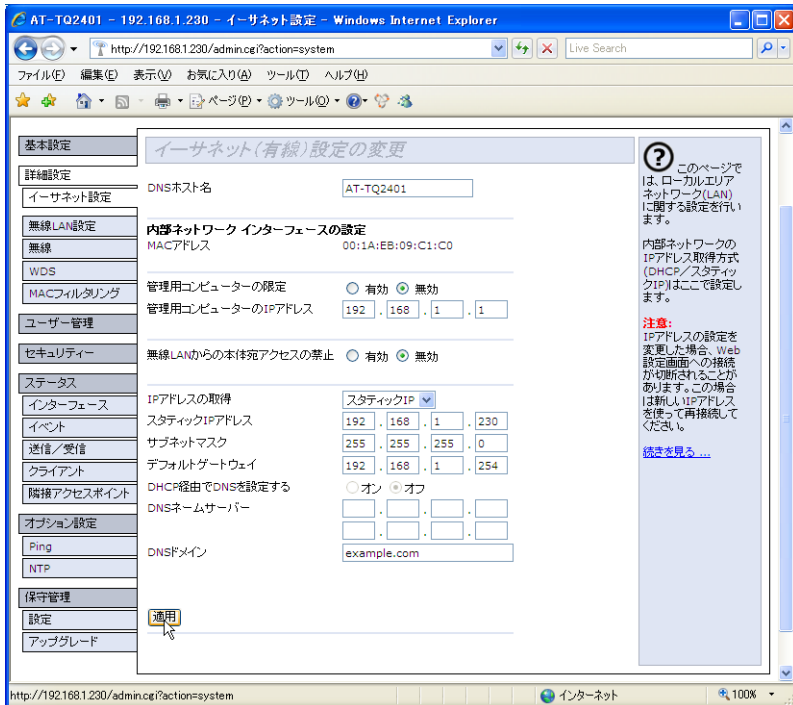 AT-TQ2401 - 192.168.1.230 - イーサネット設定 - Windows Internet Explorer
http://192.168.1.230/admin.cgi?action=system
Live Search
ファイル(F) 編集(E) 表示(V) お気に入り(A) ツール(T) ヘルプ(H)
ページ(P) ツール(O)
基本設定
詳細設定
イーサネット設定
無線LAN設定
無線
WDS
MACフィルタリング
ユーザー管理
セキュリティー
ステータス
インターフェース
イベント
送信/受信
クライアント
隣接アクセスポイント
オプション設定
Ping
NTP
保守管理
設定
アップグレード
イーサネット(有線)設定の変更
DNSホスト名 AT-TQ2401
内部ネットワーク インターフェースの設定
MACアドレス 00:1A:EB:09:C1:C0
管理用コンピューターの限定 有効 無効
管理用コンピューターのIPアドレス 192 . 168 . 1 . 1
無線LANからの本体宛アクセスの禁止 有効 無効
IPアドレスの取得 スタティックIP
スタティックIPアドレス 192 . 168 . 1 . 230
サブネットマスク 255 . 255 . 255 . 0
デフォルトゲートウェイ 192 . 168 . 1 . 254
DHCP経由でDNSを設定する オン オフ
DNSネームサーバー . . .
. . .
DNSドメイン example.com
適用
?このページで
は、ローカルエリア
ネットワーク(LAN)
に関する設定を行い
ます。
内部ネットワークの
IPアドレス取得方式
(DHCP/スタティッ
クIP)はここで設定し
ます。
注意:
IPアドレスの設定を
変更した場合、Web
設定画面への接続
が切断されることが
あります。この場合
は新しいIPアドレス
を使って再接続して
ください。
続きを見る ...
http://192.168.1.230/admin.cgi?action=system インターネット 100%